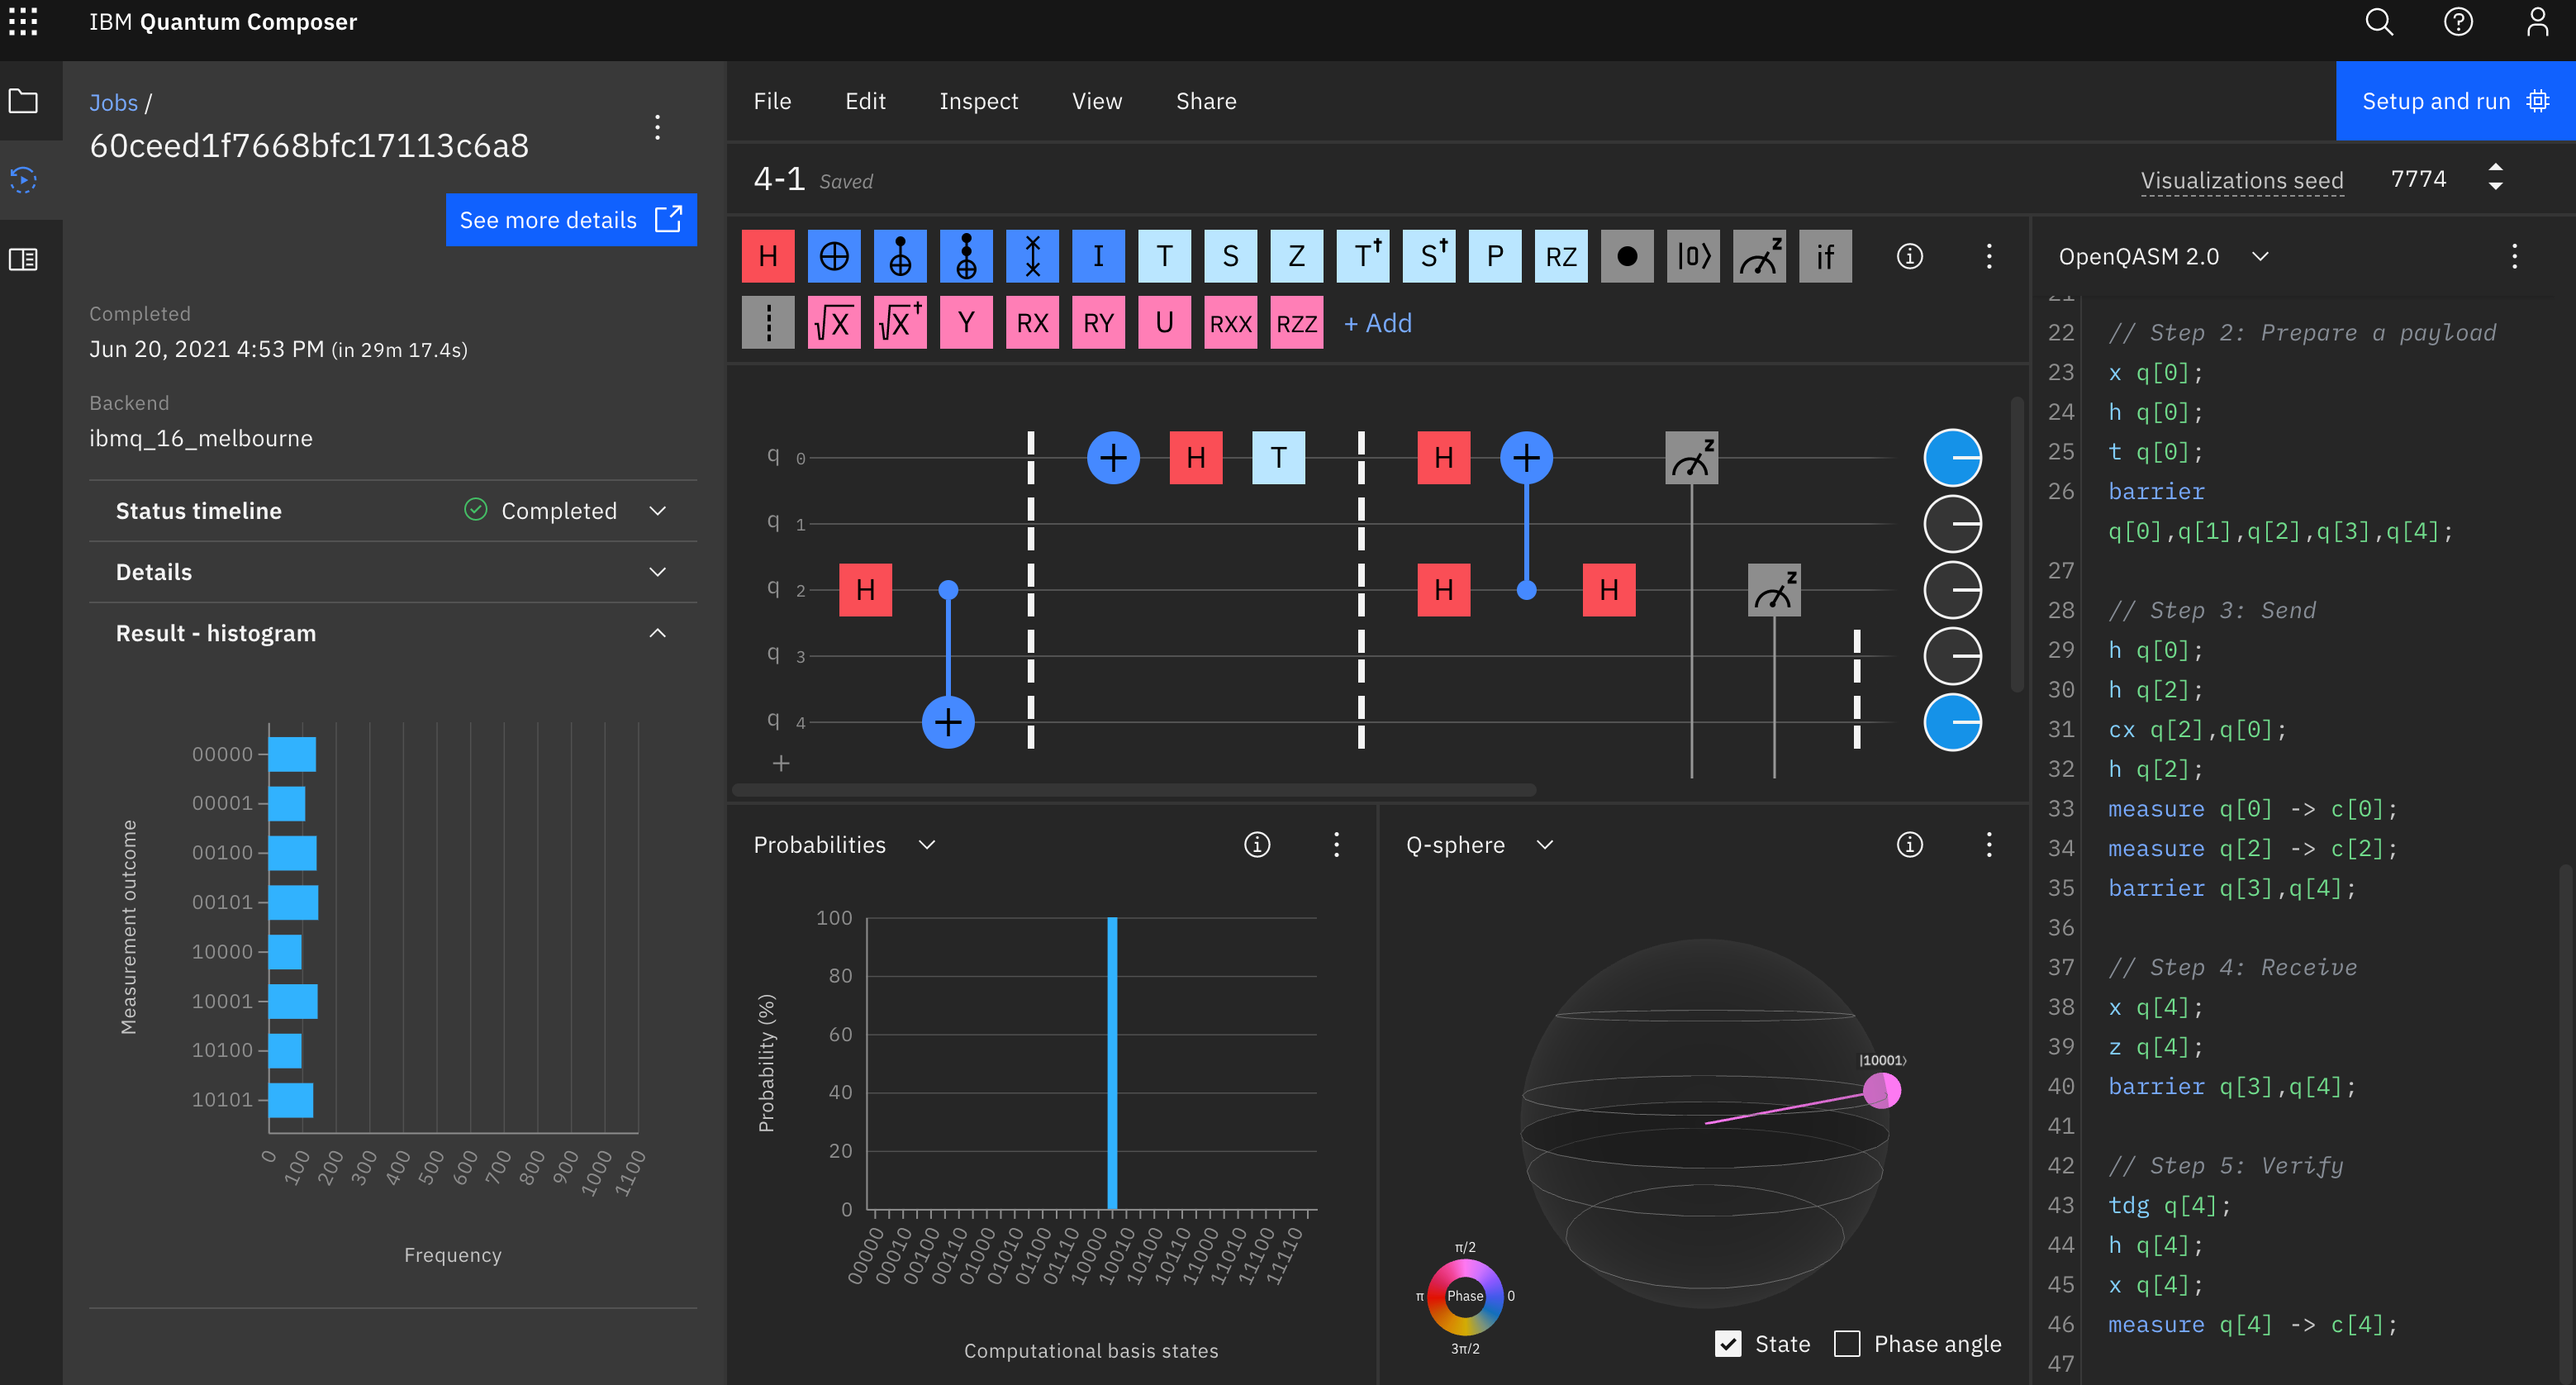 IBM Quantum Composer
Jobs /
60ceed1f7668bfc17113c6a8
See more details
Completed
Jun 20, 2021 4:53 PM (in 29m 17.4s)
Backend
ibmq_16_melbourne
Status timeline Completed
Details
Result - histogram
Measurement outcome
00000
00001
00100
00101
10000
10001
10100
10101
0 100 200 300 400 500 600 700 800 900 1000 1100
Frequency
File Edit Inspect View Share
Setup and run
4-1 Saved
Visualizations seed 7774
H I T S Z T† S† P RZ |0⟩ z if
√X √X† Y RX RY U RXX RZZ + Add
q 0 H T H z
q 1
q 2 H H H z
q 3
q 4
+
Probabilities
Probability (%)
100
80
60
40
20
0
00000 00010 00100 00110 01000 01010 01100 01110 10000 10010 10100 10110 11000 11010 11100 11110
Computational basis states
Q-sphere
|10001⟩
π/2
π Phase 0
3π/2
State Phase angle
OpenQASM 2.0
21
22 // Step 2: Prepare a payload
23 x q[0];
24 h q[0];
25 t q[0];
26 barrier
q[0],q[1],q[2],q[3],q[4];
27
28 // Step 3: Send
29 h q[0];
30 h q[2];
31 cx q[2],q[0];
32 h q[2];
33 measure q[0] -> c[0];
34 measure q[2] -> c[2];
35 barrier q[3],q[4];
36
37 // Step 4: Receive
38 x q[4];
39 z q[4];
40 barrier q[3],q[4];
41
42 // Step 5: Verify
43 tdg q[4];
44 h q[4];
45 x q[4];
46 measure q[4] -> c[4];
47